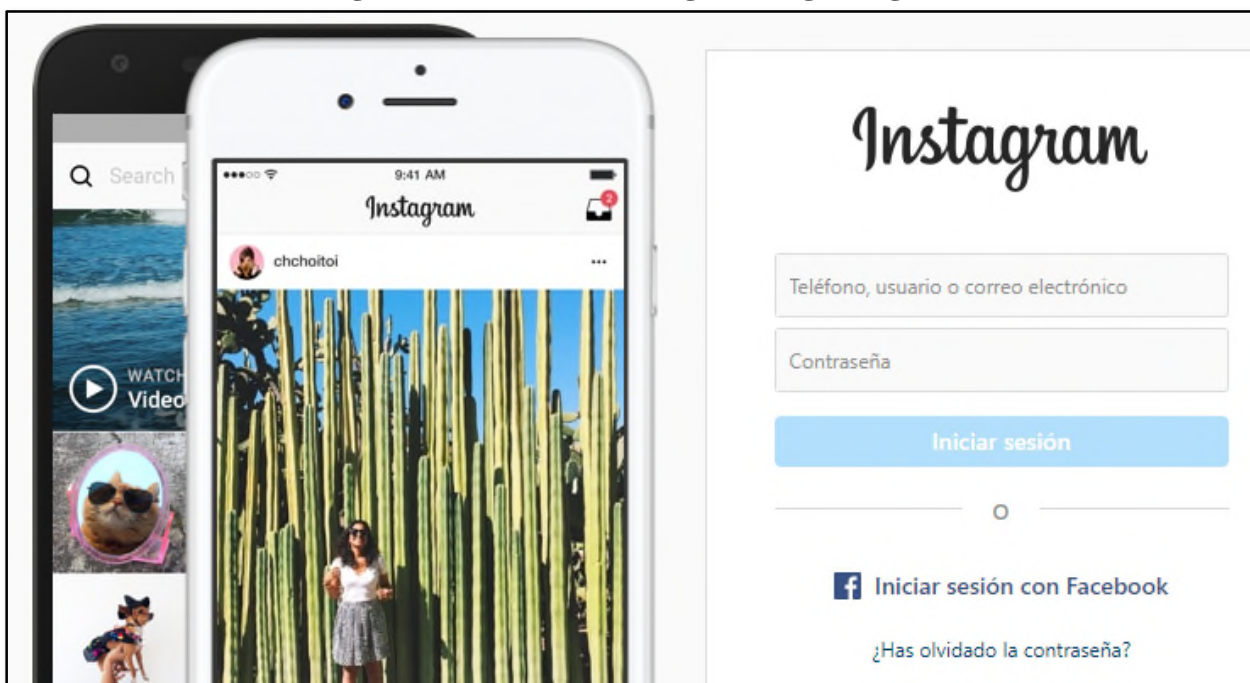 Search
WATCH
Video
9:41 AM
Instagram
2
chchoitoi
Instagram
Teléfono, usuario o correo electrónico
Contraseña
Iniciar sesión
O
Iniciar sesión con Facebook
¿Has olvidado la contraseña?